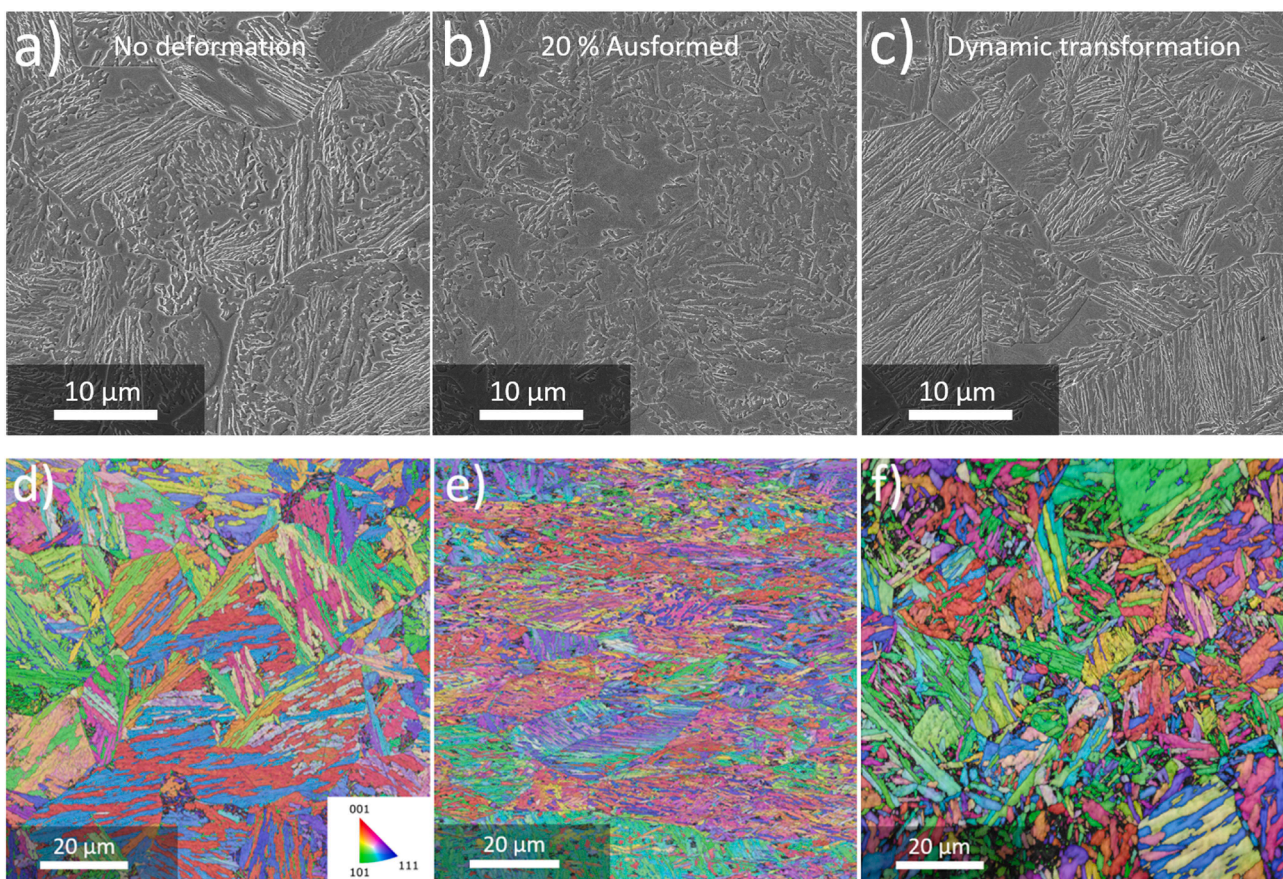 a) No deformation
b) 20 % Ausformed
c) Dynamic transformation
10 µm
10 µm
10 µm
d)
e)
f)
001
101
111
20 µm
20 µm
20 µm